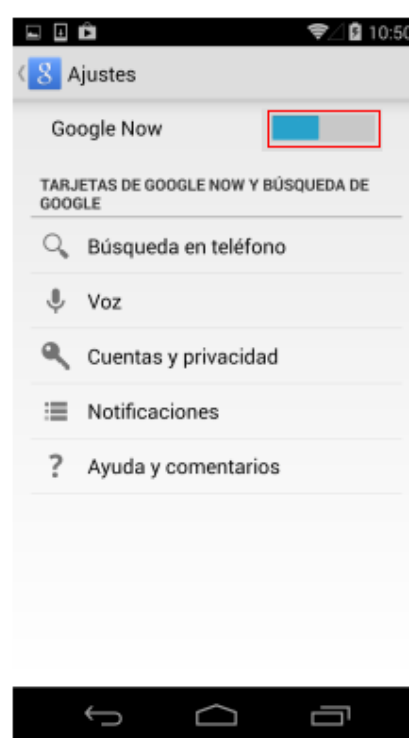 10:50
8 Ajustes
Google Now
TARJETAS DE GOOGLE NOW Y BÚSQUEDA DE
GOOGLE
Búsqueda en teléfono
Voz
Cuentas y privacidad
Notificaciones
? Ayuda y comentarios